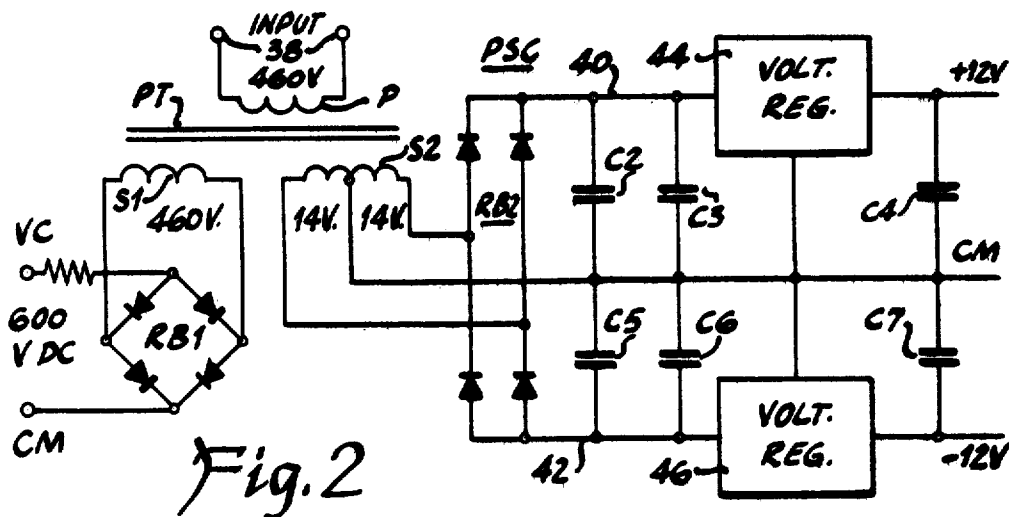 INPUT
38
460V
P
PT
S1
460V.
S2
14V. 14V.
VC
600
V DC
CM
RB1
PSC
40
44
VOLT.
REG.
+12V
RB2
C2
C3
C4
CM
C5
C6
C7
42
46
VOLT.
REG.
-12V
Fig. 2